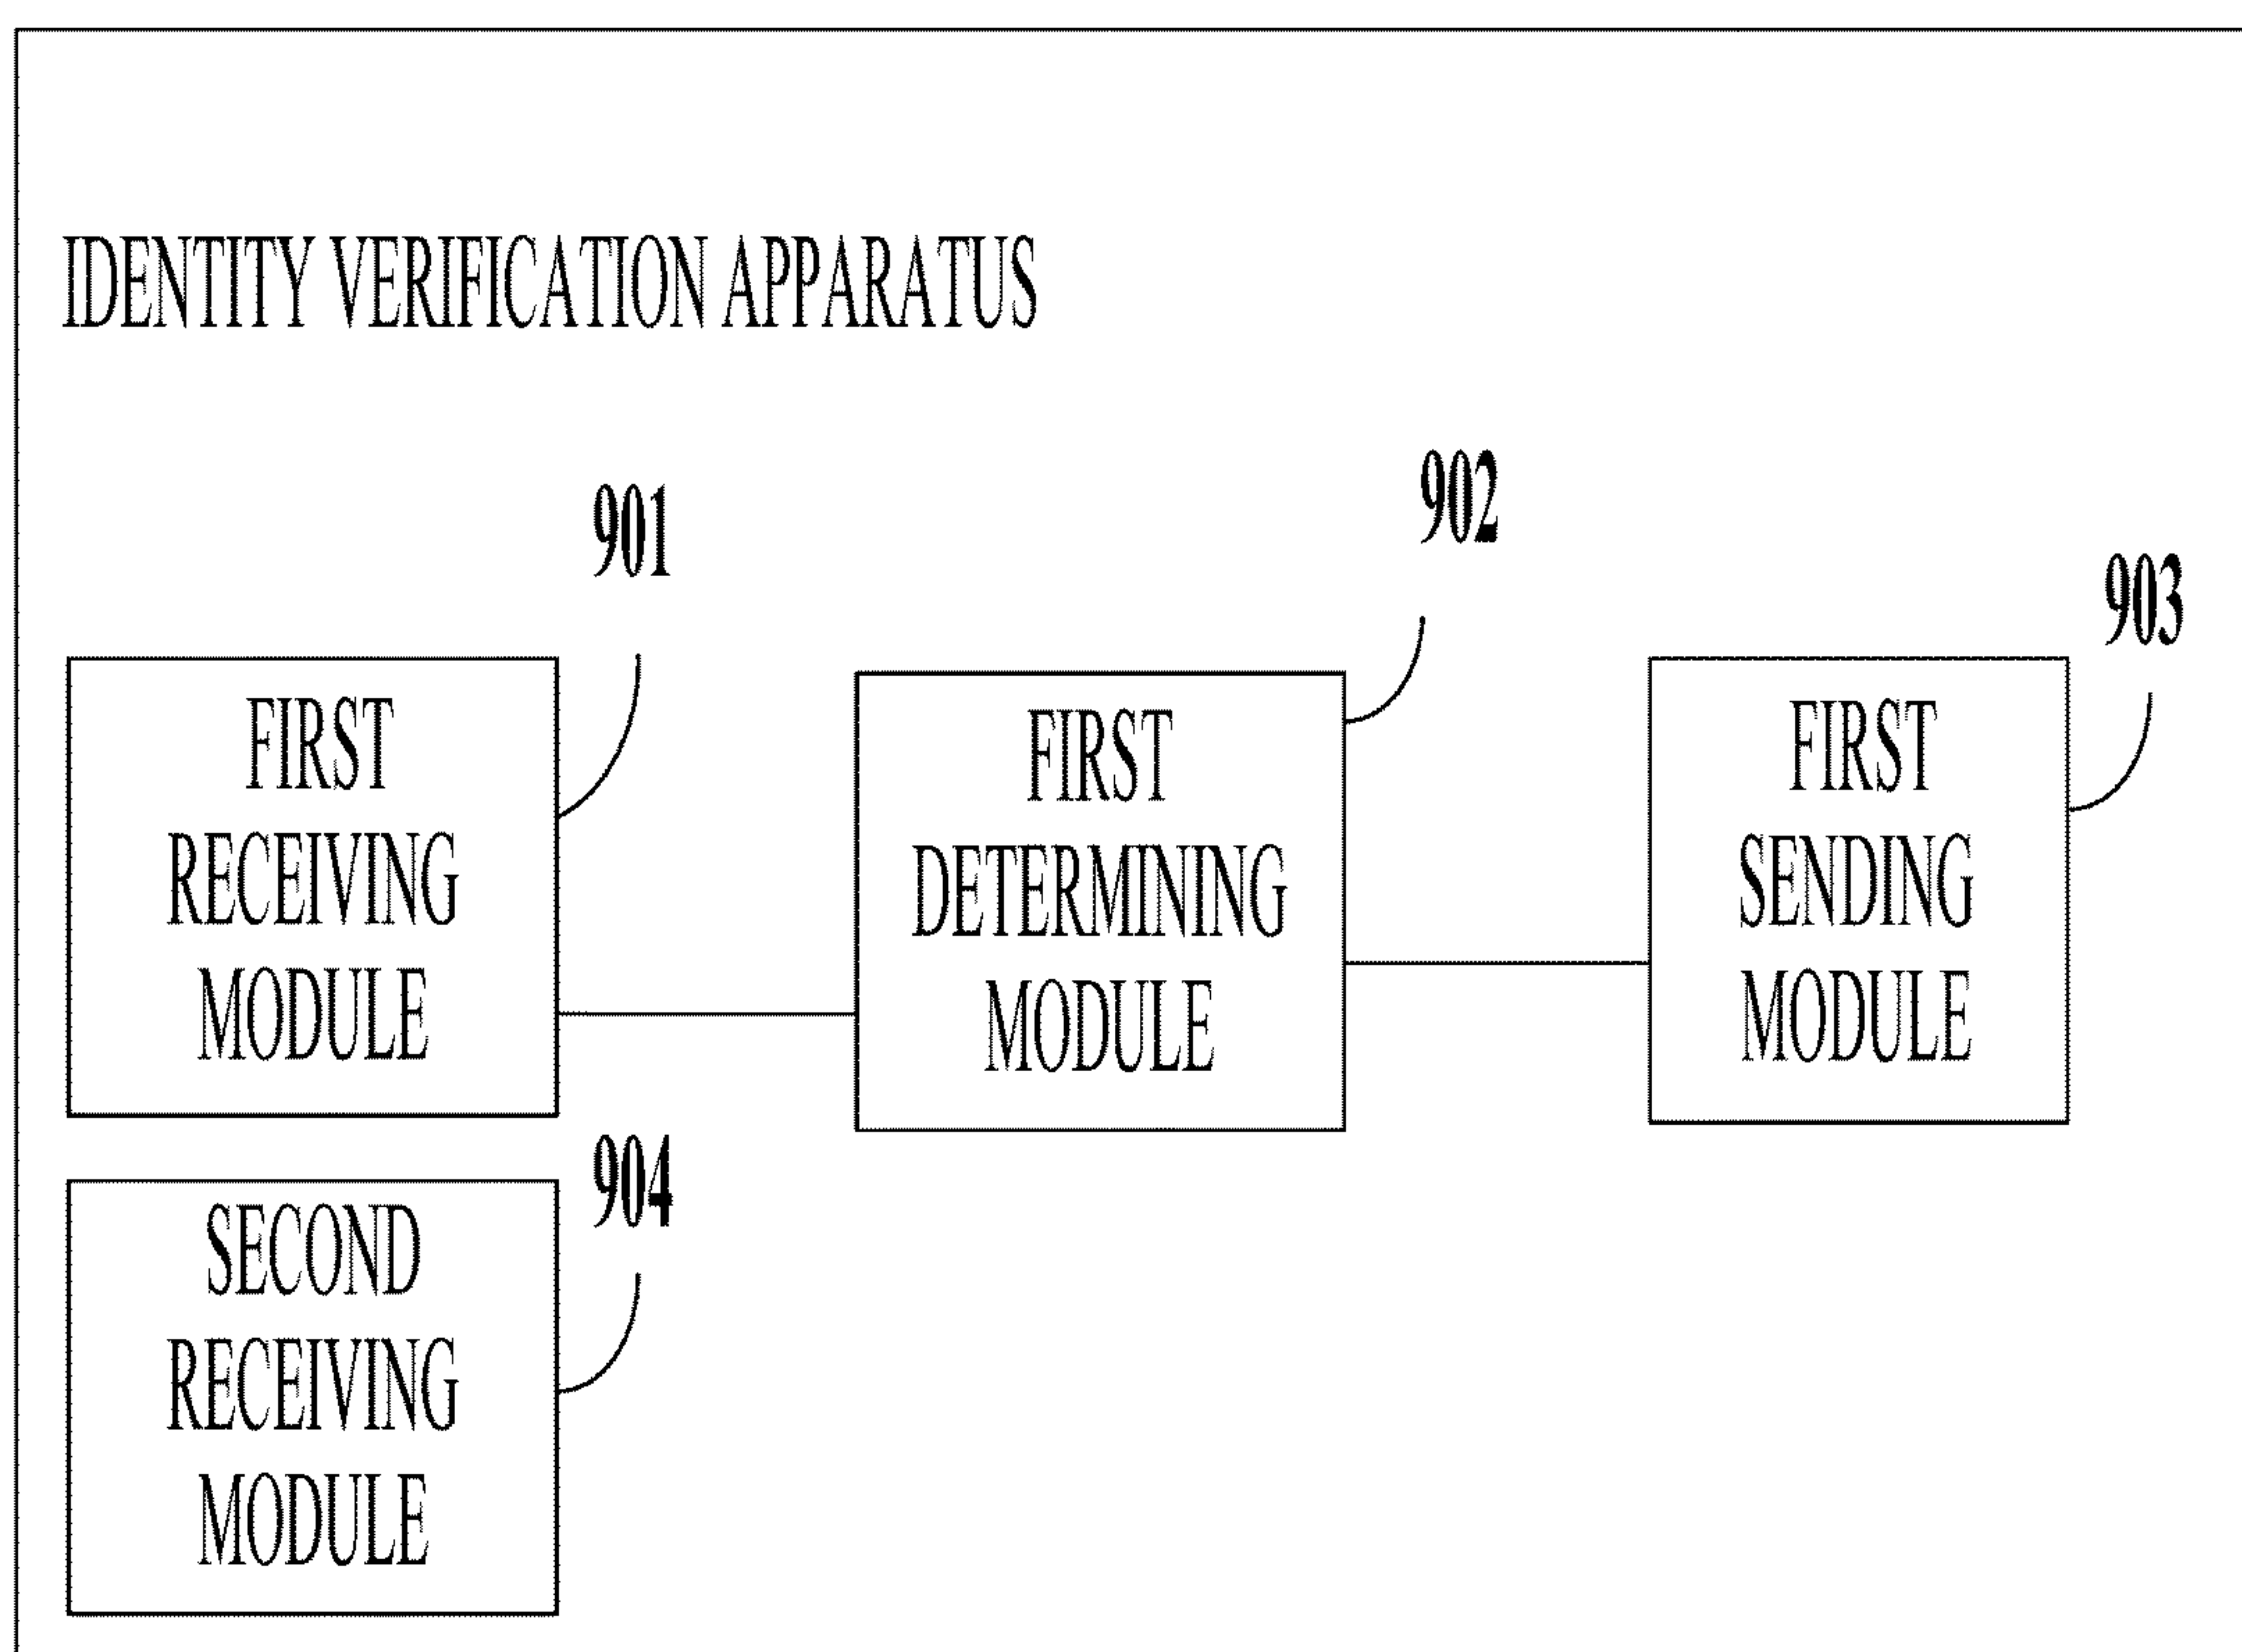 IDENTITY VERIFICATION APPARATUS
901
902
903
FIRST
RECEIVING
MODULE
FIRST
DETERMINING
MODULE
FIRST
SENDING
MODULE
904
SECOND
RECEIVING
MODULE